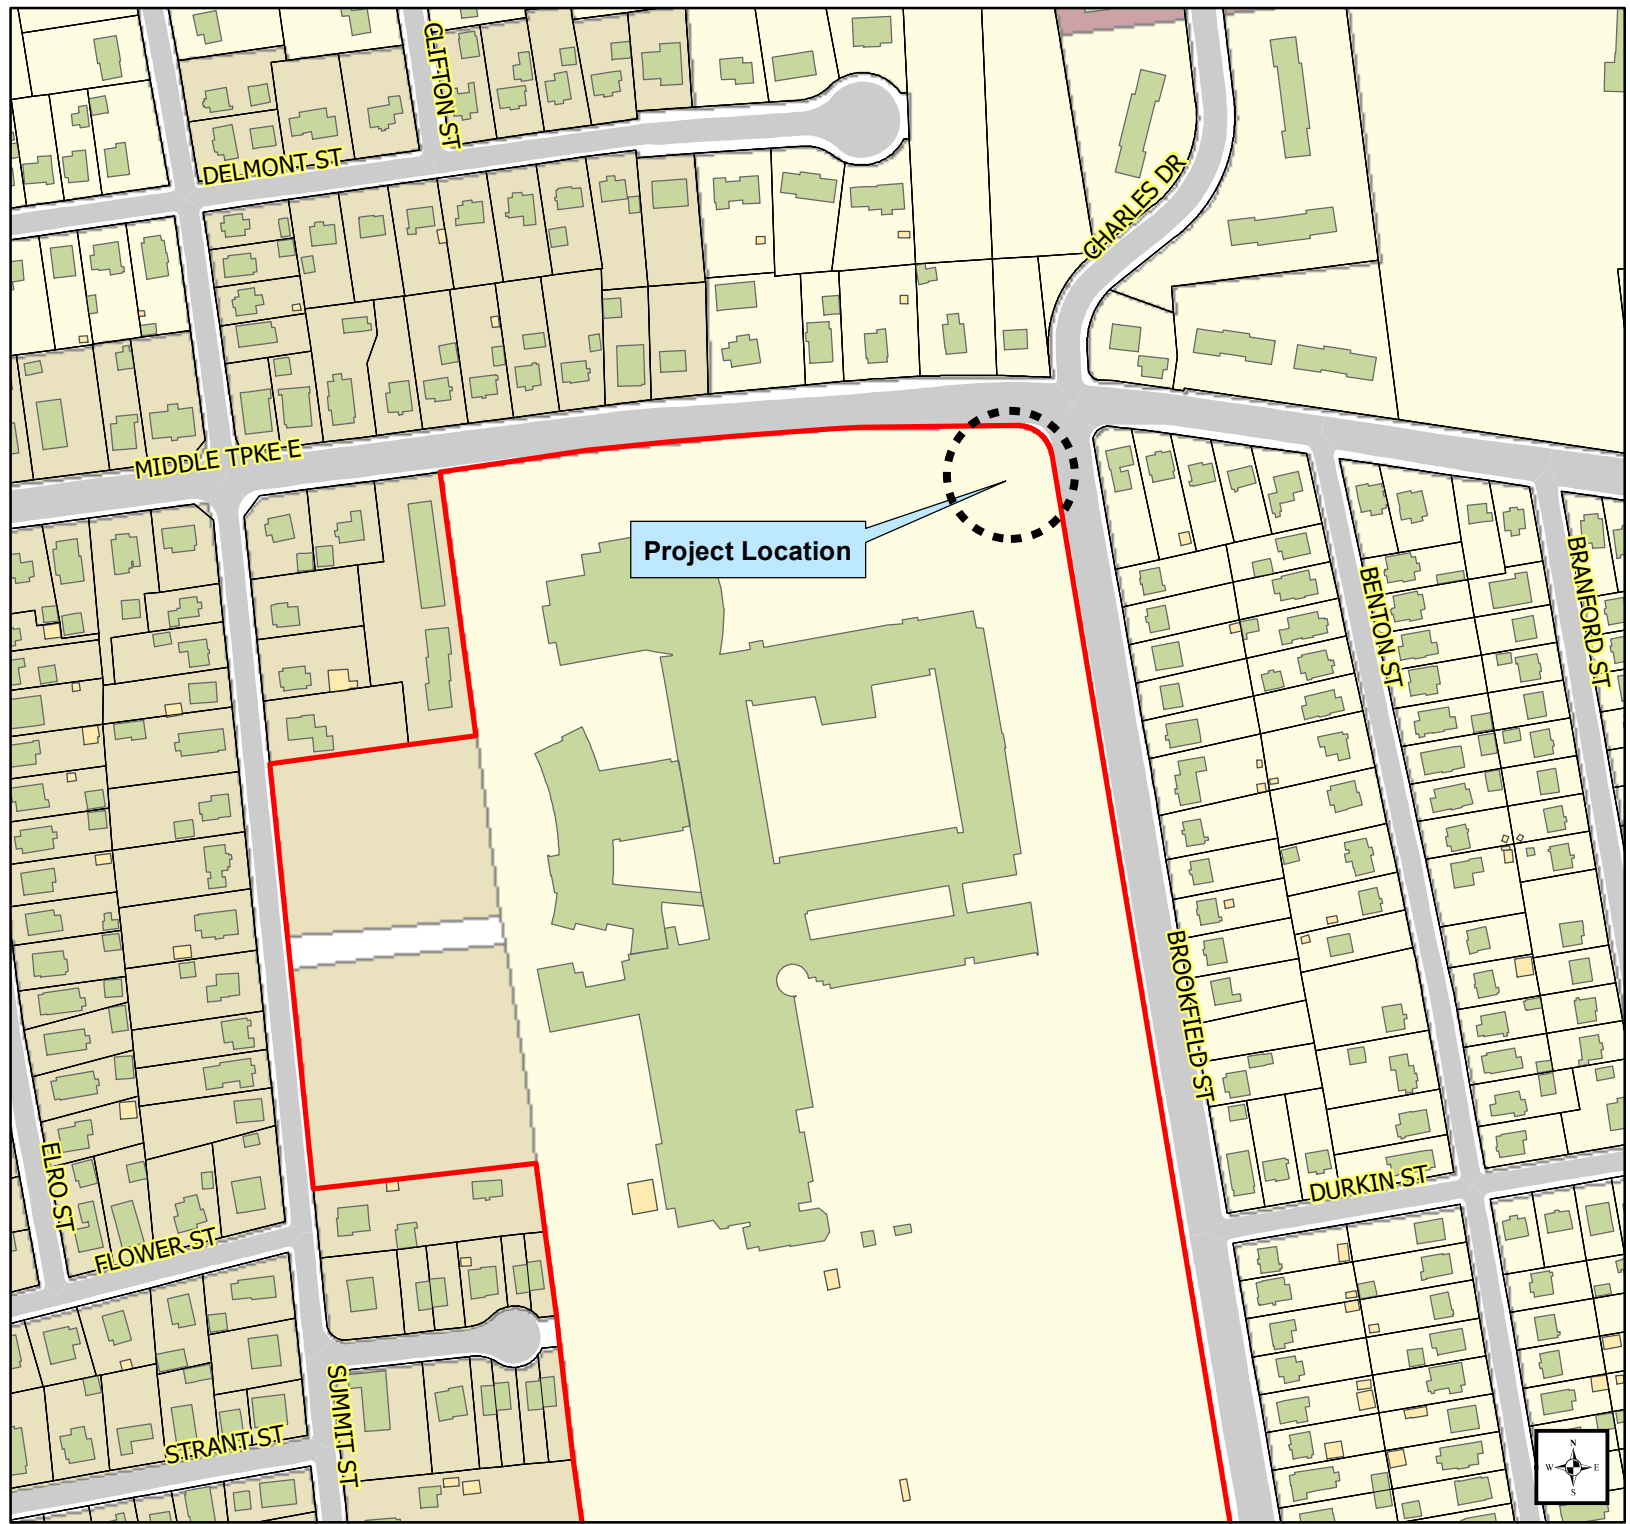 CLIFTON ST
DELMONT ST
CHARLES DR
MIDDLE TPKE E
Project Location
BENTON ST
BRANFORD ST
BROOKFIELD ST
ELRO ST
DURKIN ST
FLOWER ST
SUMMIT ST
STRANT ST
N
W E
S